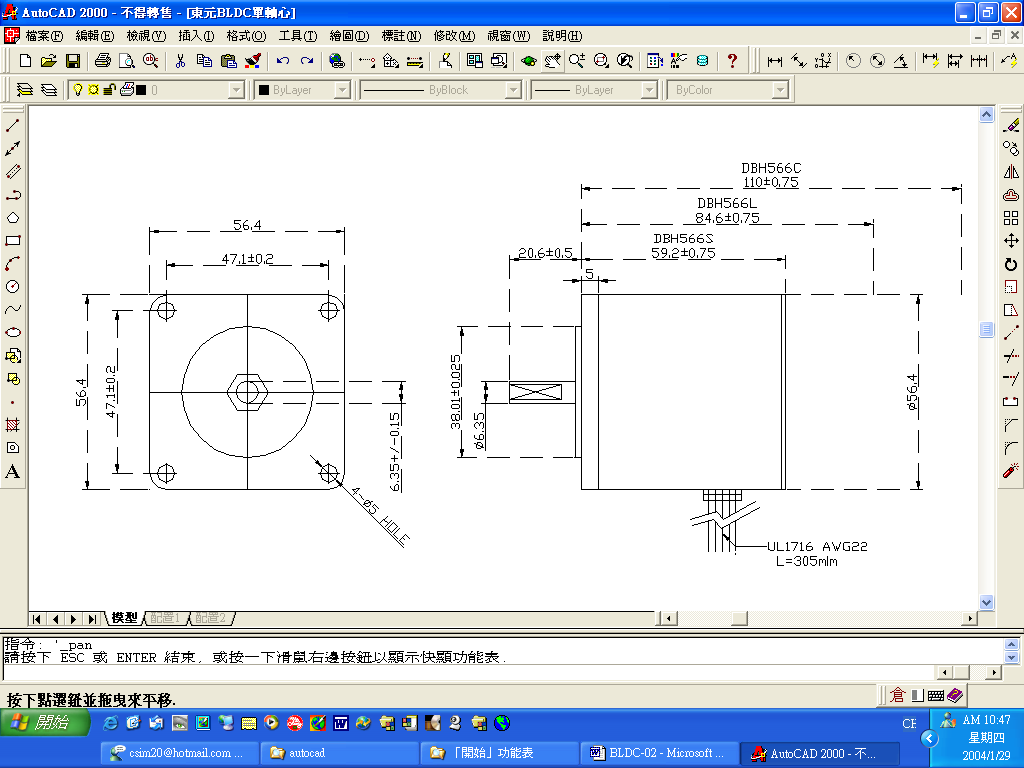 AutoCAD 2000 - 不得轉售 - [東元BLDC單軸心]
檔案(F) 編輯(E) 檢視(V) 插入(I) 格式(O) 工具(T) 繪圖(D) 標註(N) 修改(M) 視窗(W) 說明(H)
0 ByLayer ByBlock ByLayer ByColor
DBH566C
110±0.75
DBH566L
84.6±0.75
DBH566S
59.2±0.75
20.6±0.5
5
56.4
47.1±0.2
56.4
47.1±0.2
6.35+/-0.15
4-ø5 HOLE
38.01±0.025
ø6.35
ø56.4
UL1716 AWG22
L=305mm
模型 配置1 配置2
指令: '_pan
請按下 ESC 或 ENTER 結束, 或按一下滑鼠右邊按鈕以顯示快顯功能表.
按下點選鈕並拖曳來平移.
倉
開始
CH
AM 10:47
星期四
2004/1/29
csim20@hotmail.com ...
autocad
「開始」功能表
BLDC-02 - Microsoft ...
AutoCAD 2000 - 不...